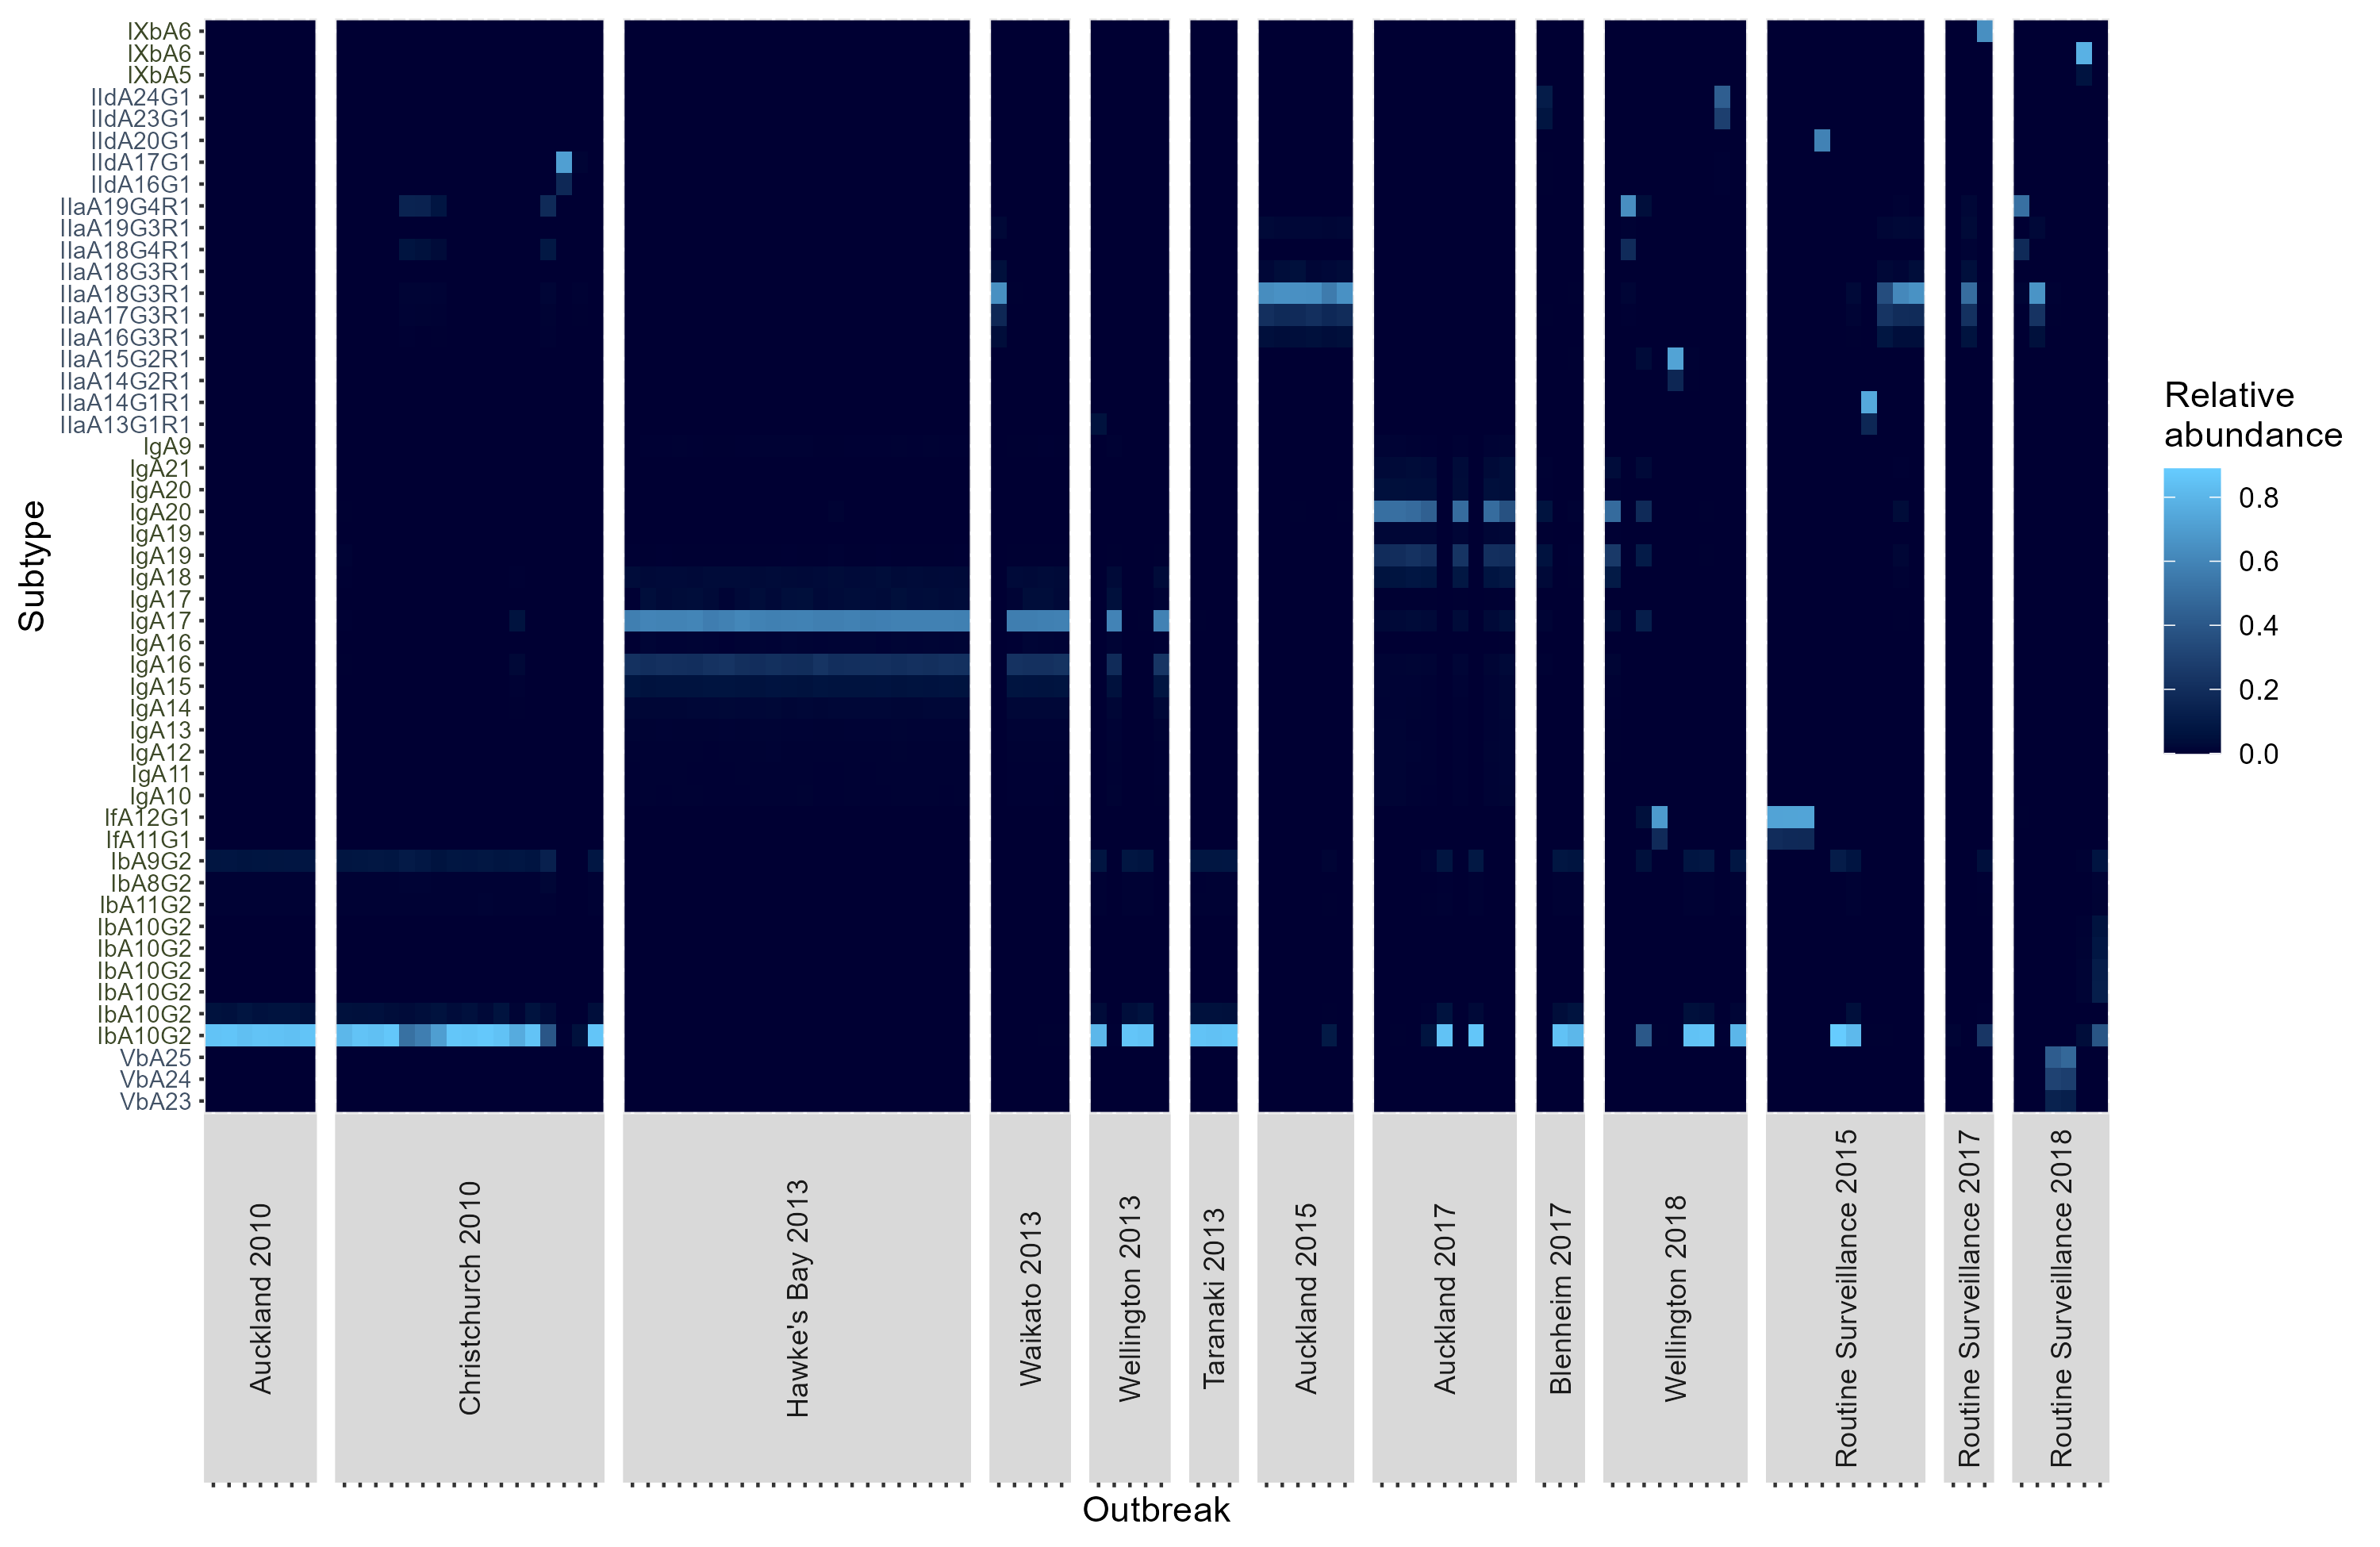 IXbA6
IXbA6
IXbA5
IIdA24G1
IIdA23G1
IIdA20G1
IIdA17G1
IIdA16G1
IIaA19G4R1
IIaA19G3R1
IIaA18G4R1
IIaA18G3R1
IIaA18G3R1
IIaA17G3R1
IIaA16G3R1
IIaA15G2R1
IIaA14G2R1
IIaA14G1R1
IIaA13G1R1
IgA9
IgA21
IgA20
IgA20
IgA19
IgA19
IgA18
IgA17
IgA17
IgA16
IgA16
IgA15
IgA14
IgA13
IgA12
IgA11
IgA10
IfA12G1
IfA11G1
IbA9G2
IbA8G2
IbA11G2
IbA10G2
IbA10G2
IbA10G2
IbA10G2
IbA10G2
IbA10G2
VbA25
VbA24
VbA23
Subtype
Auckland 2010
Christchurch 2010
Hawke's Bay 2013
Waikato 2013
Wellington 2013
Taranaki 2013
Auckland 2015
Auckland 2017
Blenheim 2017
Wellington 2018
Routine Surveillance 2015
Routine Surveillance 2017
Routine Surveillance 2018
Outbreak
Relative
abundance
0.8
0.6
0.4
0.2
0.0